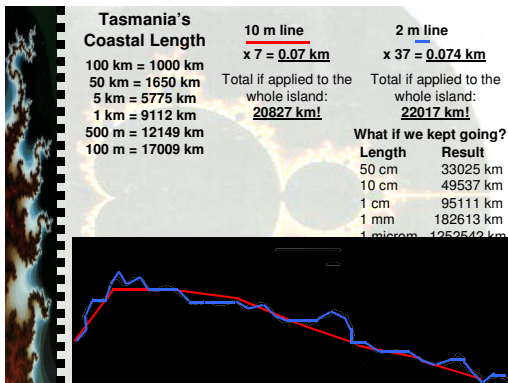 Tasmania's
Coastal Length
100 km = 1000 km
50 km = 1650 km
5 km = 5775 km
1 km = 9112 km
500 m = 12149 km
100 m = 17009 km
10 m line
x 7 = 0.07 km
Total if applied to the
whole island:
20827 km!
2 m line
x 37 = 0.074 km
Total if applied to the
whole island:
22017 km!
What if we kept going?
Length Result
50 cm 33025 km
10 cm 49537 km
1 cm 95111 km
1 mm 182613 km
1 microm 1252542 km